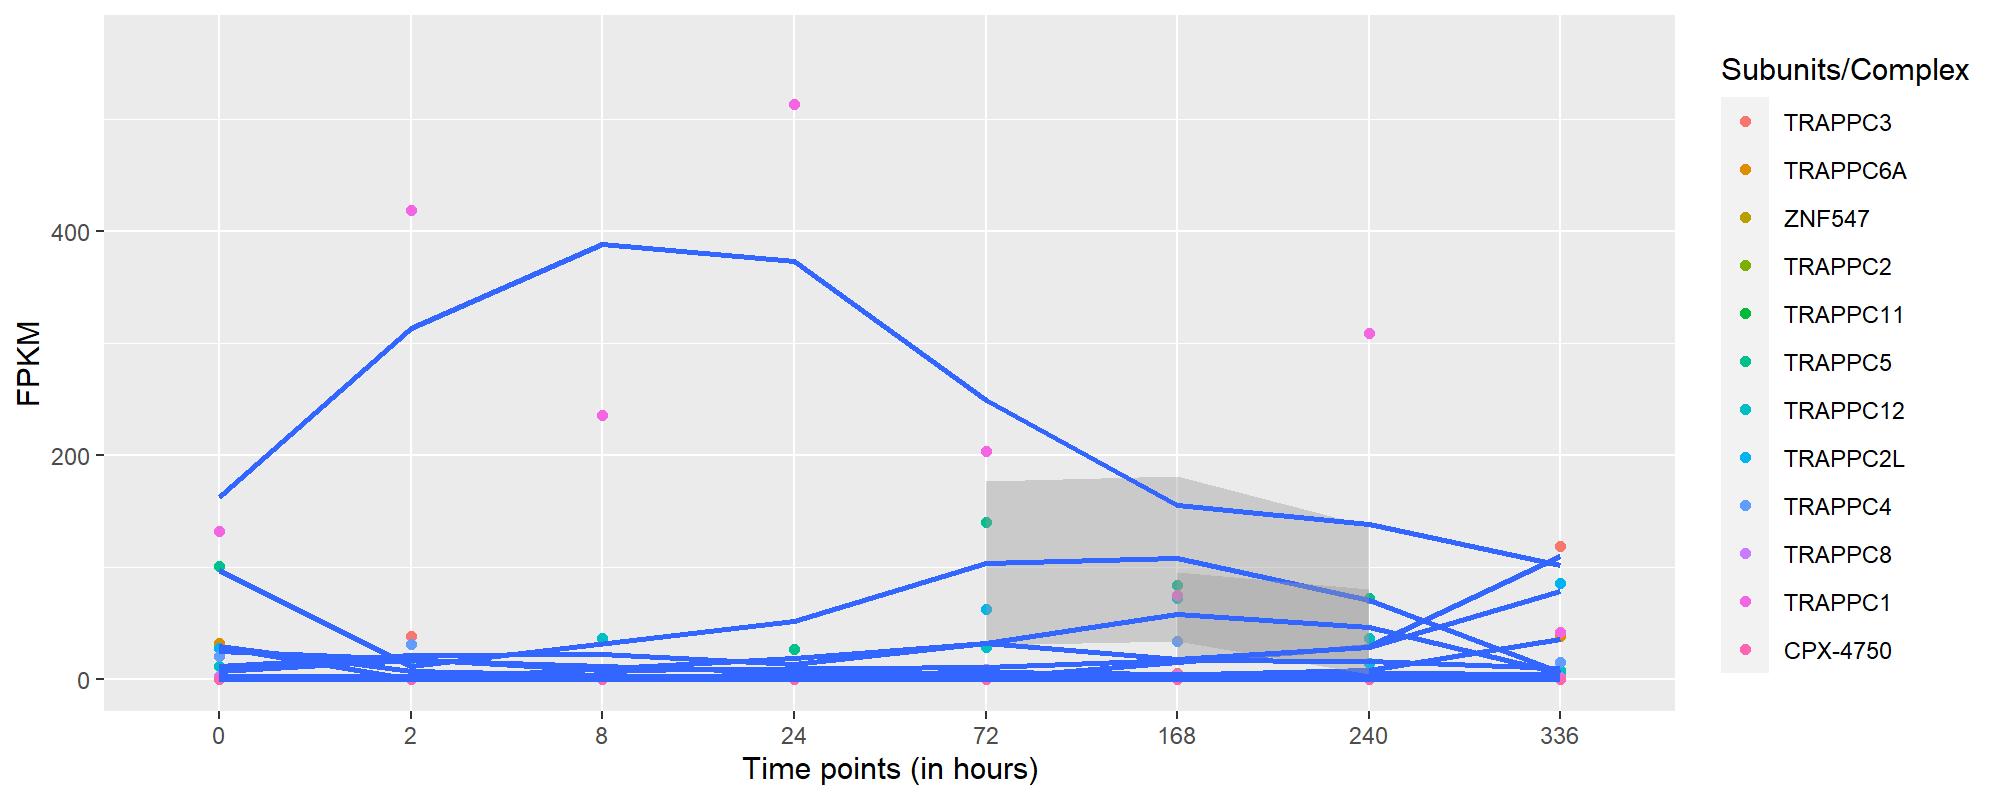 Subunits/Complex
TRAPPC3
TRAPPC6A
ZNF547
TRAPPC2
TRAPPC11
TRAPPC5
TRAPPC12
TRAPPC2L
TRAPPC4
TRAPPC8
TRAPPC1
CPX-4750
FPKM
400
200
0
0 2 8 24 72 168 240 336
Time points (in hours)